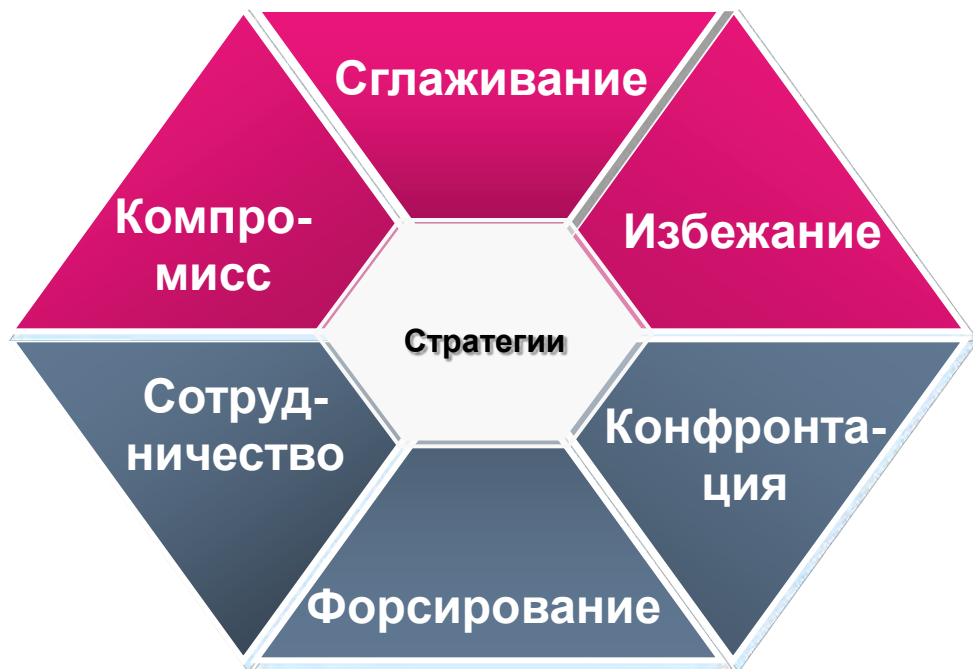 Сглаживание
Компро-
мисс
Избежание
Стратегии
Сотруд-
ничество
Конфронта-
ция
Форсирование